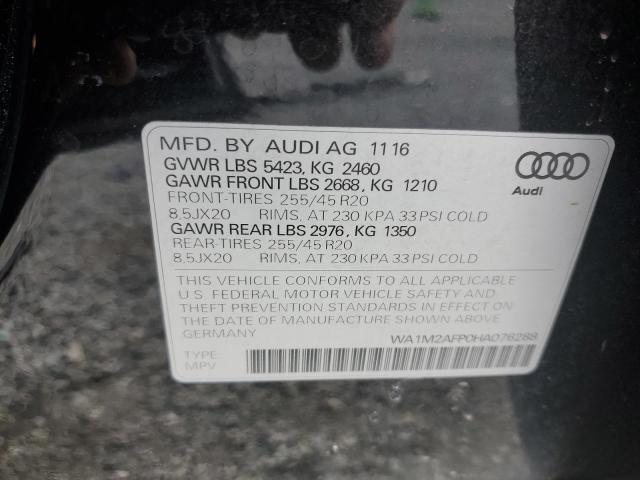 MFD. BY AUDI AG 11 16
GVWR LBS 5423, KG 2460
GAWR FRONT LBS 2668, KG 1210
FRONT-TIRES 255/45 R20
8,5JX20 RIMS, AT 230 KPA 33 PSI COLD
GAWR REAR LBS 2976, KG 1350
REAR-TIRES 255/45 R20
8,5JX20 RIMS, AT 230 KPA 33 PSI COLD
Audi
THIS VEHICLE CONFORMS TO ALL APPLICABLE
U.S. FEDERAL MOTOR VEHICLE SAFETY AND
THEFT PREVENTION STANDARDS IN EFFECT ON
THE DATE OF MANUFACTURE SHOWN ABOVE.
GERMANY
WA1M2AFP0HA076288
TYPE
MPV